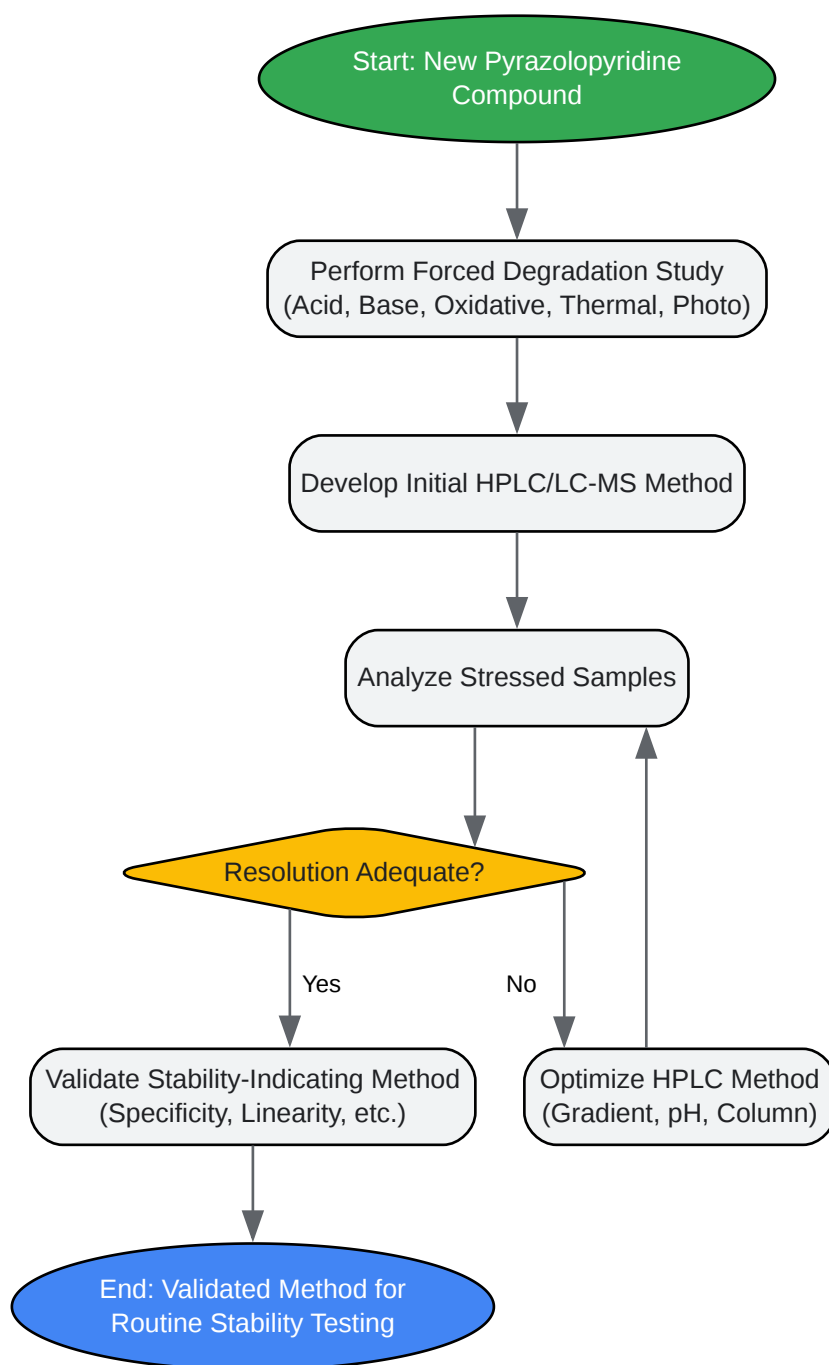 Start: New Pyrazolopyridine
Compound
Perform Forced Degradation Study
(Acid, Base, Oxidative, Thermal, Photo)
Develop Initial HPLC/LC-MS Method
Analyze Stressed Samples
Resolution Adequate?
Yes
No
Validate Stability-Indicating Method
(Specificity, Linearity, etc.)
Optimize HPLC Method
(Gradient, pH, Column)
End: Validated Method for
Routine Stability Testing